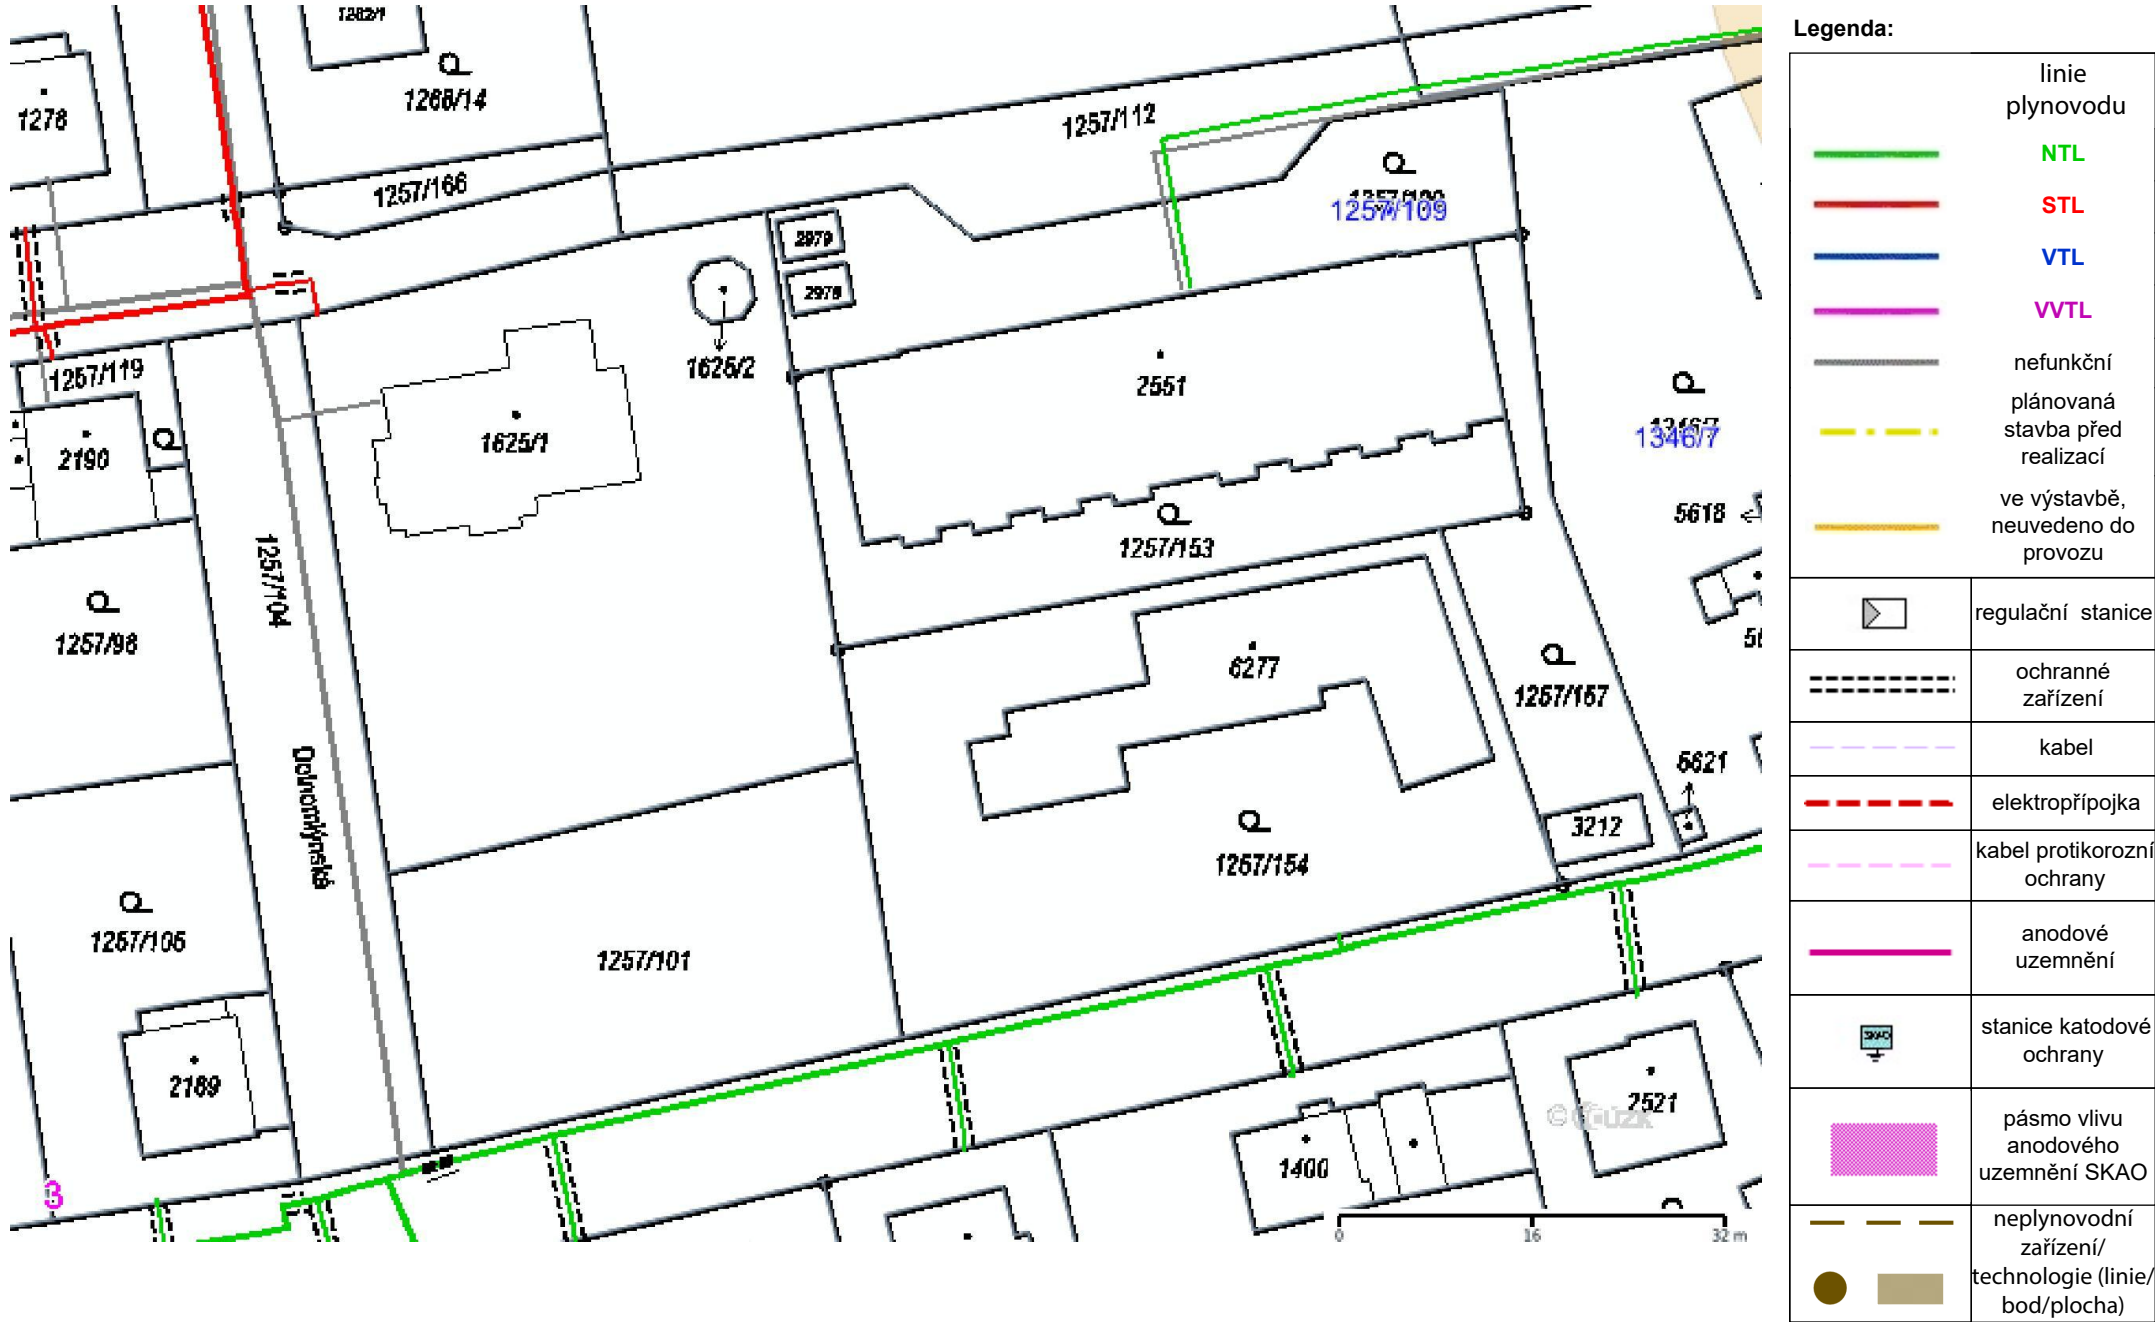 1278
1266/14
1257/112
1257/166
1257/109
2979
2978
1625/2
1257/119
2190
1625/1
2551
1346/7
5618
1257/153
1257/104
1257/98
6277
1257/157
Dolnomlýnská
5621
3212
1257/154
1257/105
1257/101
2189
2521
1400
3
0 16 32 m
Legenda:
linie
plynovodu
NTL
STL
VTL
VVTL
nefunkční
plánovaná
stavba před
realizací
ve výstavbě,
neuvedeno do
provozu
regulační stanice
ochranné
zařízení
kabel
elektropřípojka
kabel protikorozní
ochrany
anodové
uzemnění
SKAO
stanice katodové
ochrany
pásmo vlivu
anodového
uzemnění SKAO
neplynovodní
zařízení/
technologie (linie/
bod/plocha)